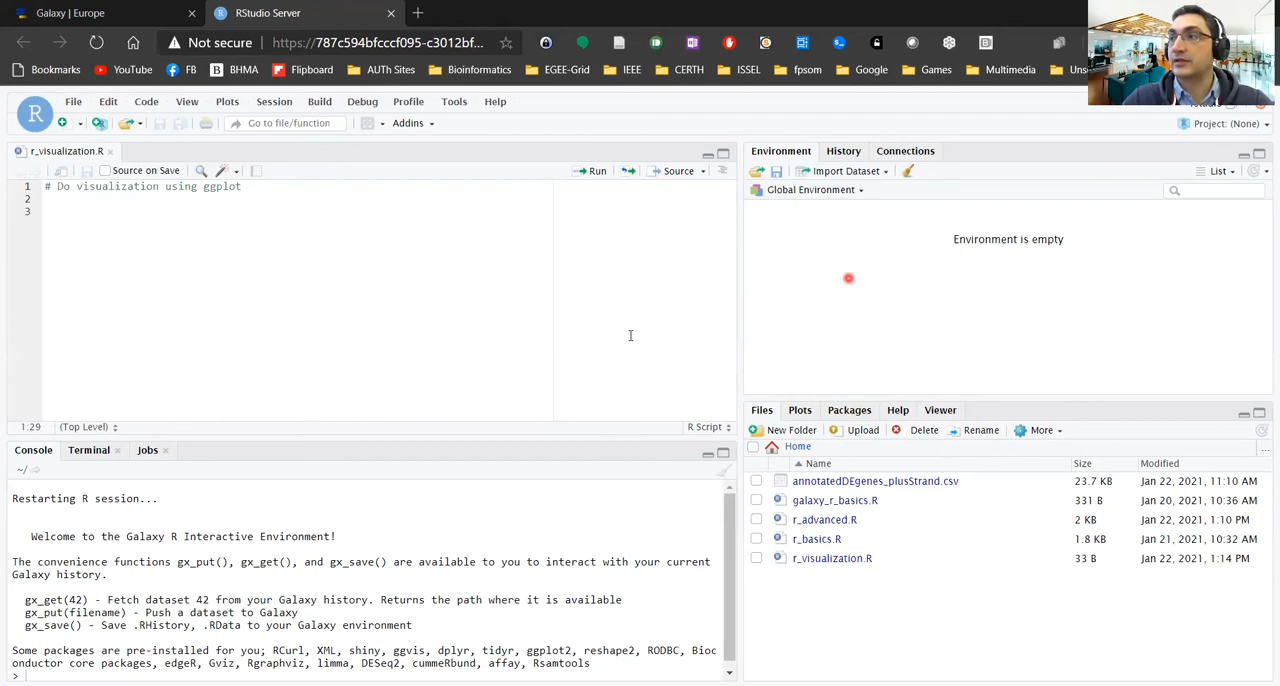 Galaxy | Europe
RStudio Server
Not secure | https://787c594bfcccf095-c3012bf...
Bookmarks YouTube FB BHMA Flipboard AUTh Sites Bioinformatics EGEE-Grid IEEE CERTH ISSEL fpsom Google Games Multimedia Uns
File Edit Code View Plots Session Build Debug Profile Tools Help
Go to file/function Addins
Project: (None)
r_visualization.R
Source on Save Run Source
1 # Do visualization using ggplot
2
3
1:29 (Top Level) R Script
Console Terminal Jobs
~/
Restarting R session...
Welcome to the Galaxy R Interactive Environment!
The convenience functions gx_put(), gx_get(), and gx_save() are available to you to interact with your current
Galaxy history.
gx_get(42) - Fetch dataset 42 from your Galaxy history. Returns the path where it is available
gx_put(filename) - Push a dataset to Galaxy
gx_save() - Save .RHistory, .RData to your Galaxy environment
Some packages are pre-installed for you; RCurl, XML, shiny, ggvis, dplyr, tidyr, ggplot2, reshape2, RODBC, Bioc
onductor core packages, edgeR, Gviz, Rgraphviz, limma, DESeq2, cummeRbund, affay, Rsamtools
>
Environment History Connections
Import Dataset List
Global Environment
Environment is empty
Files Plots Packages Help Viewer
New Folder Upload Delete Rename More
Home
Name Size Modified
annotatedDEgenes_plusStrand.csv 23.7 KB Jan 22, 2021, 11:10 AM
galaxy_r_basics.R 331 B Jan 20, 2021, 10:36 AM
r_advanced.R 2 KB Jan 22, 2021, 1:10 PM
r_basics.R 1.8 KB Jan 21, 2021, 10:32 AM
r_visualization.R 33 B Jan 22, 2021, 1:14 PM